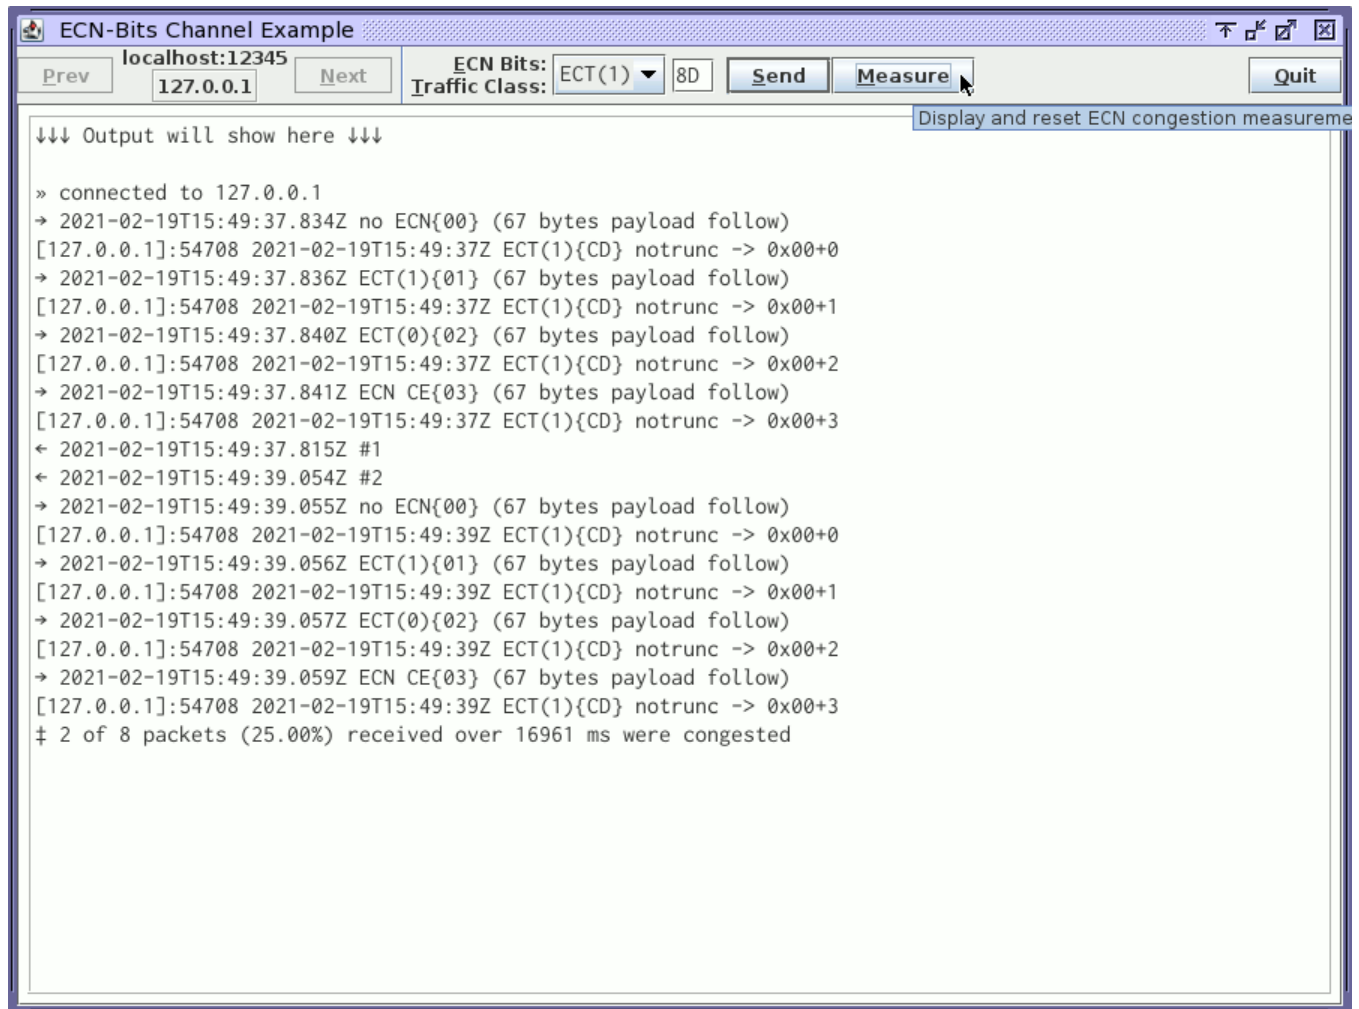 ECN-Bits Channel Example
Prev
localhost:12345
127.0.0.1
Next
ECN Bits:
Traffic Class:
ECT(1)
8D
Send
Measure
Quit
Display and reset ECN congestion measureme
↓↓↓ Output will show here ↓↓↓
» connected to 127.0.0.1
→ 2021-02-19T15:49:37.834Z no ECN{00} (67 bytes payload follow)
[127.0.0.1]:54708 2021-02-19T15:49:37Z ECT(1){CD} notrunc -> 0x00+0
→ 2021-02-19T15:49:37.836Z ECT(1){01} (67 bytes payload follow)
[127.0.0.1]:54708 2021-02-19T15:49:37Z ECT(1){CD} notrunc -> 0x00+1
→ 2021-02-19T15:49:37.840Z ECT(0){02} (67 bytes payload follow)
[127.0.0.1]:54708 2021-02-19T15:49:37Z ECT(1){CD} notrunc -> 0x00+2
→ 2021-02-19T15:49:37.841Z ECN CE{03} (67 bytes payload follow)
[127.0.0.1]:54708 2021-02-19T15:49:37Z ECT(1){CD} notrunc -> 0x00+3
← 2021-02-19T15:49:37.815Z #1
← 2021-02-19T15:49:39.054Z #2
→ 2021-02-19T15:49:39.055Z no ECN{00} (67 bytes payload follow)
[127.0.0.1]:54708 2021-02-19T15:49:39Z ECT(1){CD} notrunc -> 0x00+0
→ 2021-02-19T15:49:39.056Z ECT(1){01} (67 bytes payload follow)
[127.0.0.1]:54708 2021-02-19T15:49:39Z ECT(1){CD} notrunc -> 0x00+1
→ 2021-02-19T15:49:39.057Z ECT(0){02} (67 bytes payload follow)
[127.0.0.1]:54708 2021-02-19T15:49:39Z ECT(1){CD} notrunc -> 0x00+2
→ 2021-02-19T15:49:39.059Z ECN CE{03} (67 bytes payload follow)
[127.0.0.1]:54708 2021-02-19T15:49:39Z ECT(1){CD} notrunc -> 0x00+3
‡ 2 of 8 packets (25.00%) received over 16961 ms were congested